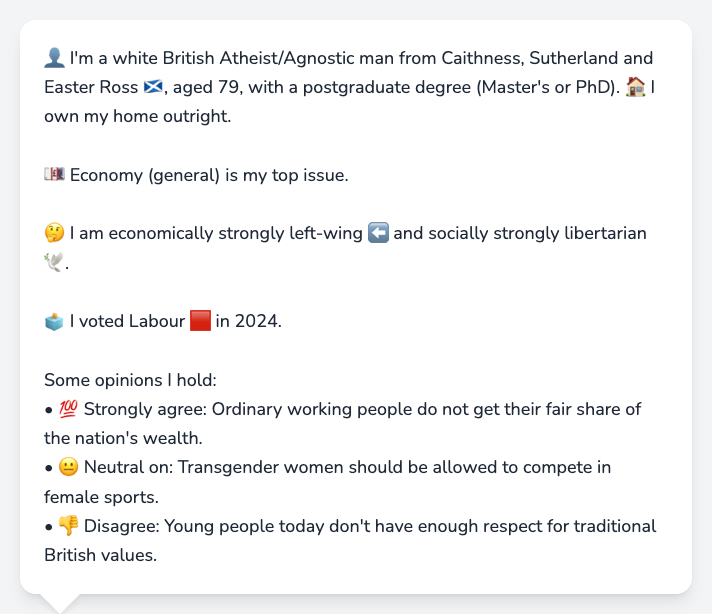 👤 I'm a white British Atheist/Agnostic man from Caithness, Sutherland and
Easter Ross 🏴󠁧󠁢󠁳󠁣󠁴󠁿, aged 79, with a postgraduate degree (Master's or PhD). 🏠 I
own my home outright.
💷 Economy (general) is my top issue.
🤔 I am economically strongly left-wing ⬅️ and socially strongly libertarian
🕊️.
🗳️ I voted Labour 🟥 in 2024.
Some opinions I hold:
• 💯 Strongly agree: Ordinary working people do not get their fair share of
the nation's wealth.
• 😐 Neutral on: Transgender women should be allowed to compete in
female sports.
• 👎 Disagree: Young people today don't have enough respect for traditional
British values.